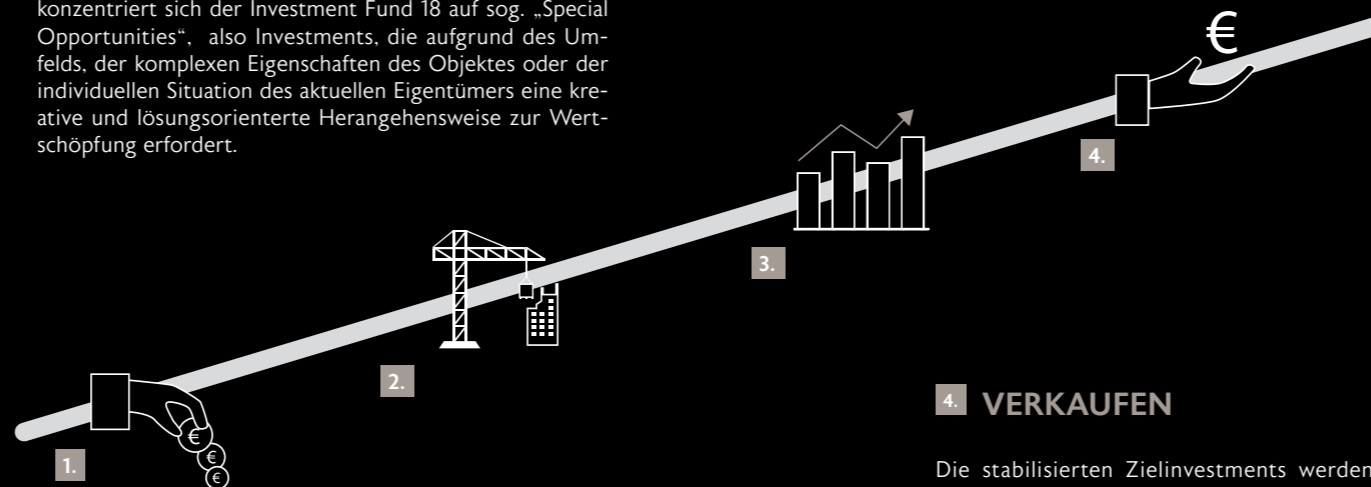 konzentriert sich der Investment Fund 18 auf sog. „Special
Opportunities“, also Investments, die aufgrund des Um-
felds, der komplexen Eigenschaften des Objektes oder der
individuellen Situation des aktuellen Eigentümers eine kre-
ative und lösungsorienterte Herangehensweise zur Wert-
schöpfung erfordert.
€
4.
3.
2.
1.
€
€
€
4. VERKAUFEN
Die stabilisierten Zielinvestments werden